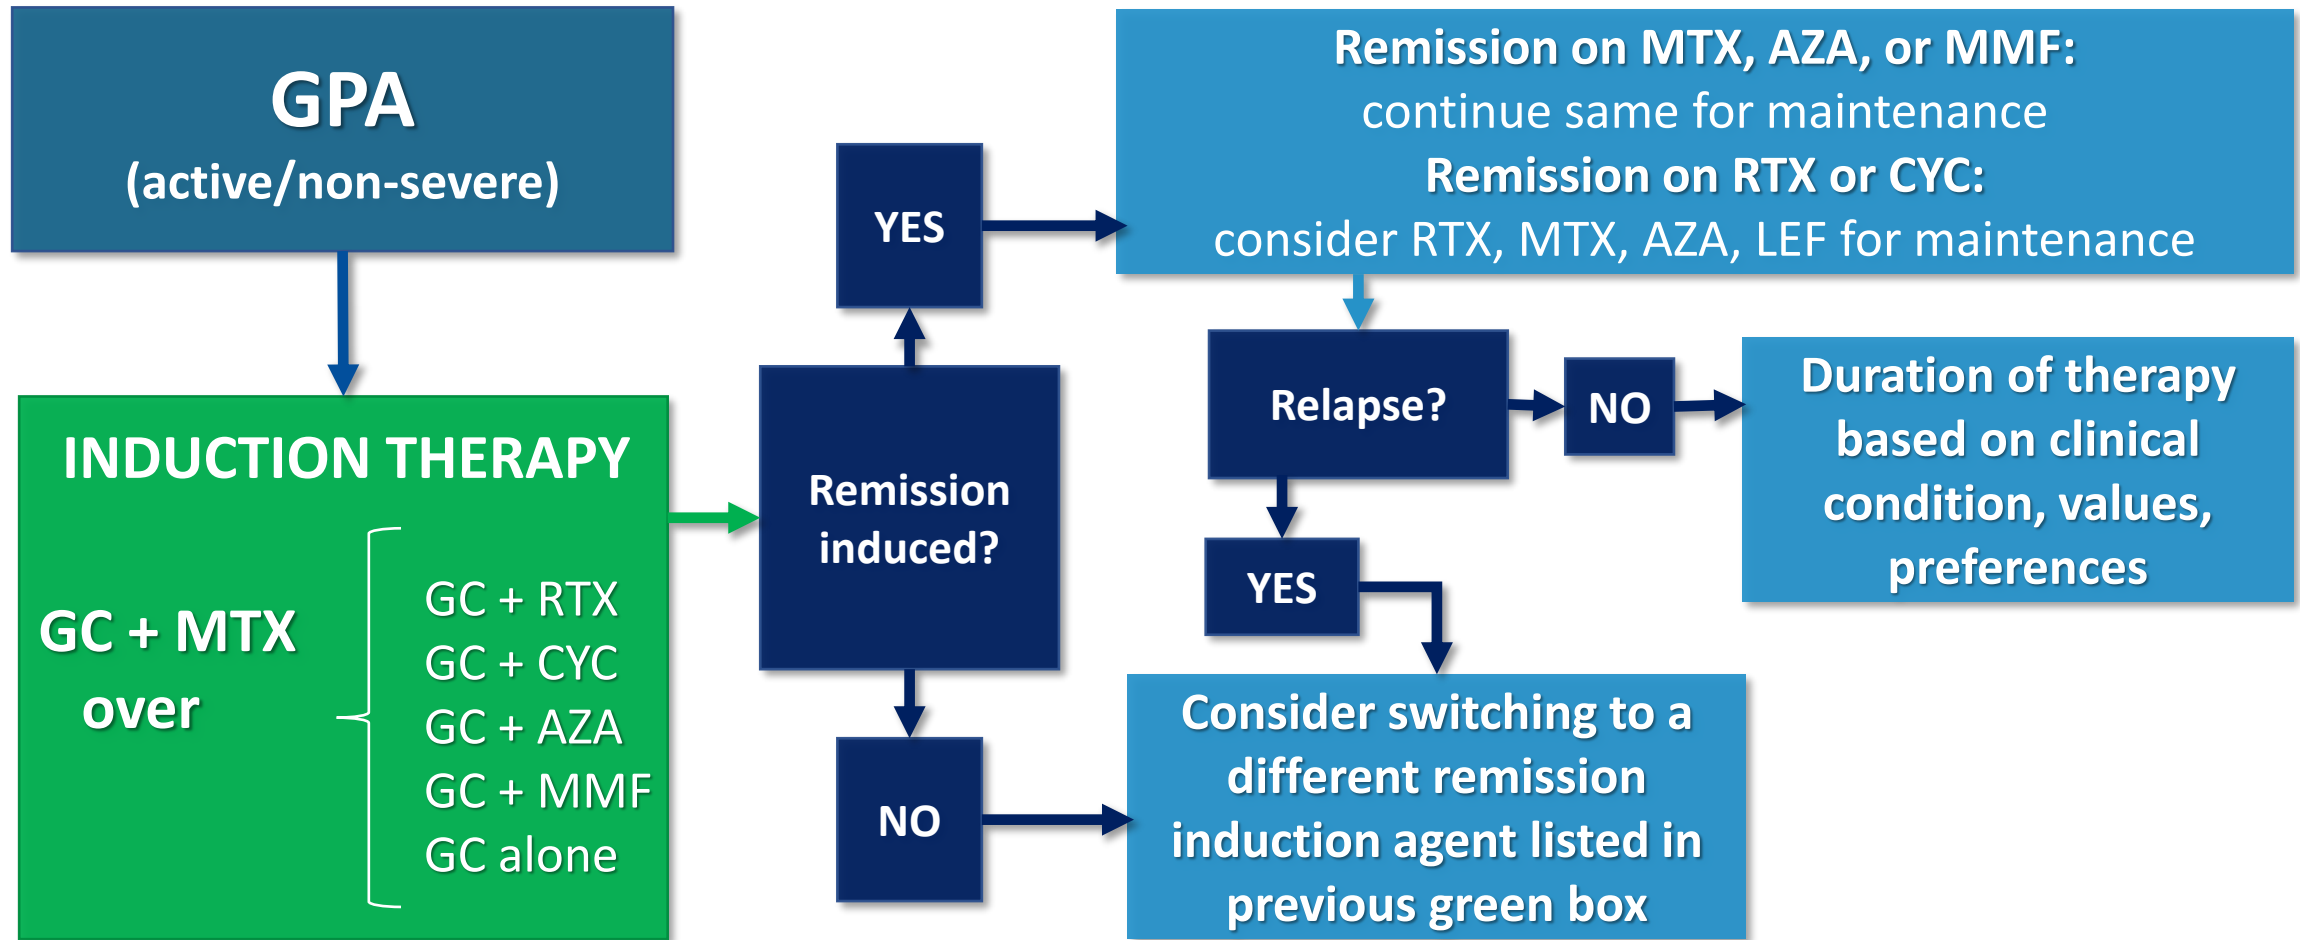 GPA
(active/non-severe)
INDUCTION THERAPY
GC + MTX
over
GC + RTX
GC + CYC
GC + AZA
GC + MMF
GC alone
Remission
induced?
YES
NO
Remission on MTX, AZA, or MMF:
continue same for maintenance
Remission on RTX or CYC:
consider RTX, MTX, AZA, LEF for maintenance
Relapse?
NO
Duration of therapy
based on clinical
condition, values,
preferences
YES
Consider switching to a
different remission
induction agent listed in
previous green box